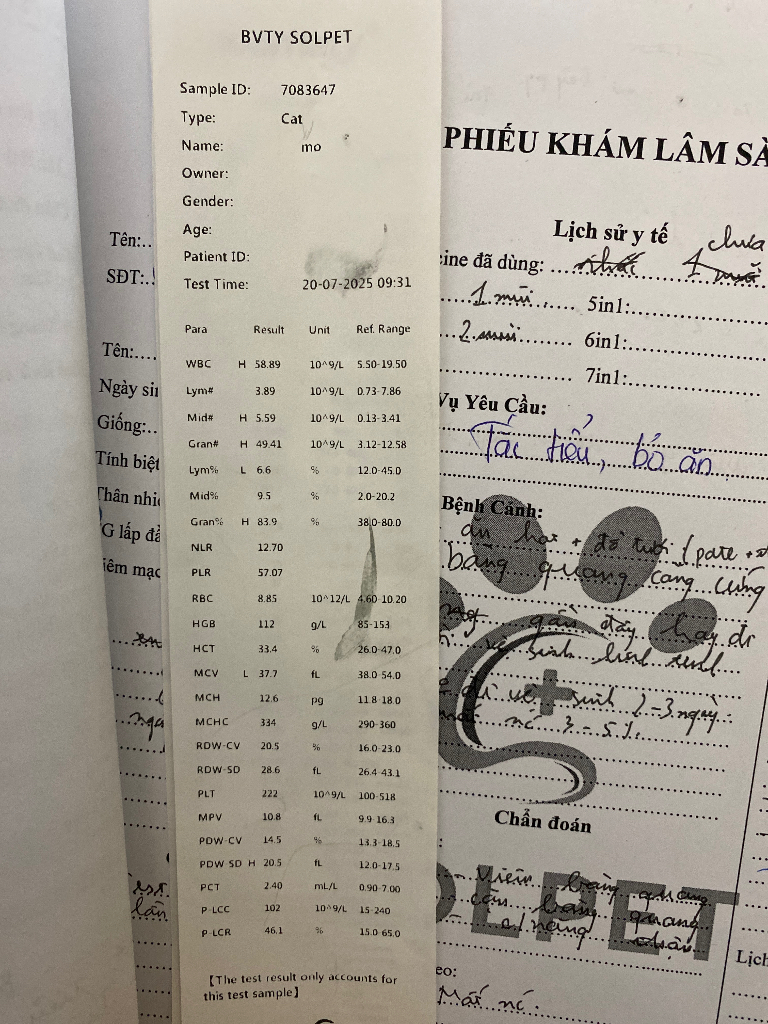 BVTY SOLPET
Sample ID: 7083647
Type: Cat
Name: mo
Owner:
Gender:
Age:
Patient ID:
Test Time: 20-07-2025 09:31
Para Result Unit Ref. Range
WBC H 58.89 10^9/L 5.50-19.50
Lym# 3.89 10^9/L 0.73-7.86
Mid# H 5.59 10^9/L 0.13-3.41
Gran# H 49.41 10^9/L 3.12-12.58
Lym% L 6.6 % 12.0-45.0
Mid% 9.5 % 2.0-20.2
Gran% H 83.9 % 38.0-80.0
NLR 12.70
PLR 57.07
RBC 8.85 10^12/L 4.60-10.20
HGB 112 g/L 85-153
HCT 33.4 % 26.0-47.0
MCV L 37.7 fL 38.0-54.0
MCH 12.6 pg 11.8-18.0
MCHC 334 g/L 290-360
RDW-CV 20.5 % 16.0-23.0
RDW-SD 28.6 fL 26.4-43.1
PLT 222 10^9/L 100-518
MPV 10.8 fL 9.9-16.3
PDW-CV 14.5 % 13.3-18.5
PDW-SD H 20.5 fL 12.0-17.5
PCT 2.40 mL/L 0.90-7.00
P-LCC 102 10^9/L 15-240
P-LCR 46.1 % 15.0-65.0
【The test result only accounts for
this test sample】
Tên:..
SĐT:.
Tên:....
Ngày sin
Giống:..
Tính biệt
Thân nhi
PHIẾU KHÁM LÂM SÀ
Lịch sử y tế
cine đã dùng: chưa
1 mũi 5in1:
2 mũi 6in1:
7in1:
Vụ Yêu Cầu:
Tắc tiểu, bỏ ăn
Bệnh Cảnh:
ăn hạt + đồ tươi (pate +
bàng quang căng cứng
gần đây hay đi
vệ sinh
đi vệ sinh 2-3 ngày
mất nc 3-5%
Chẩn đoán
- Viêm bàng quang
cặn bàng quang
- c/năng thận
eo:
Mất nc.
Lịch